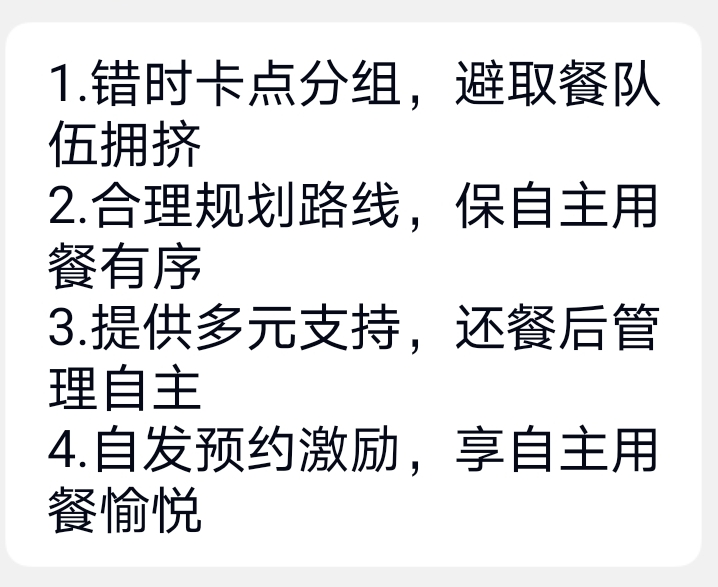 1.错时卡点分组，避取餐队
伍拥挤
2.合理规划路线，保自主用
餐有序
3.提供多元支持，还餐后管
理自主
4.自发预约激励，享自主用
餐愉悦